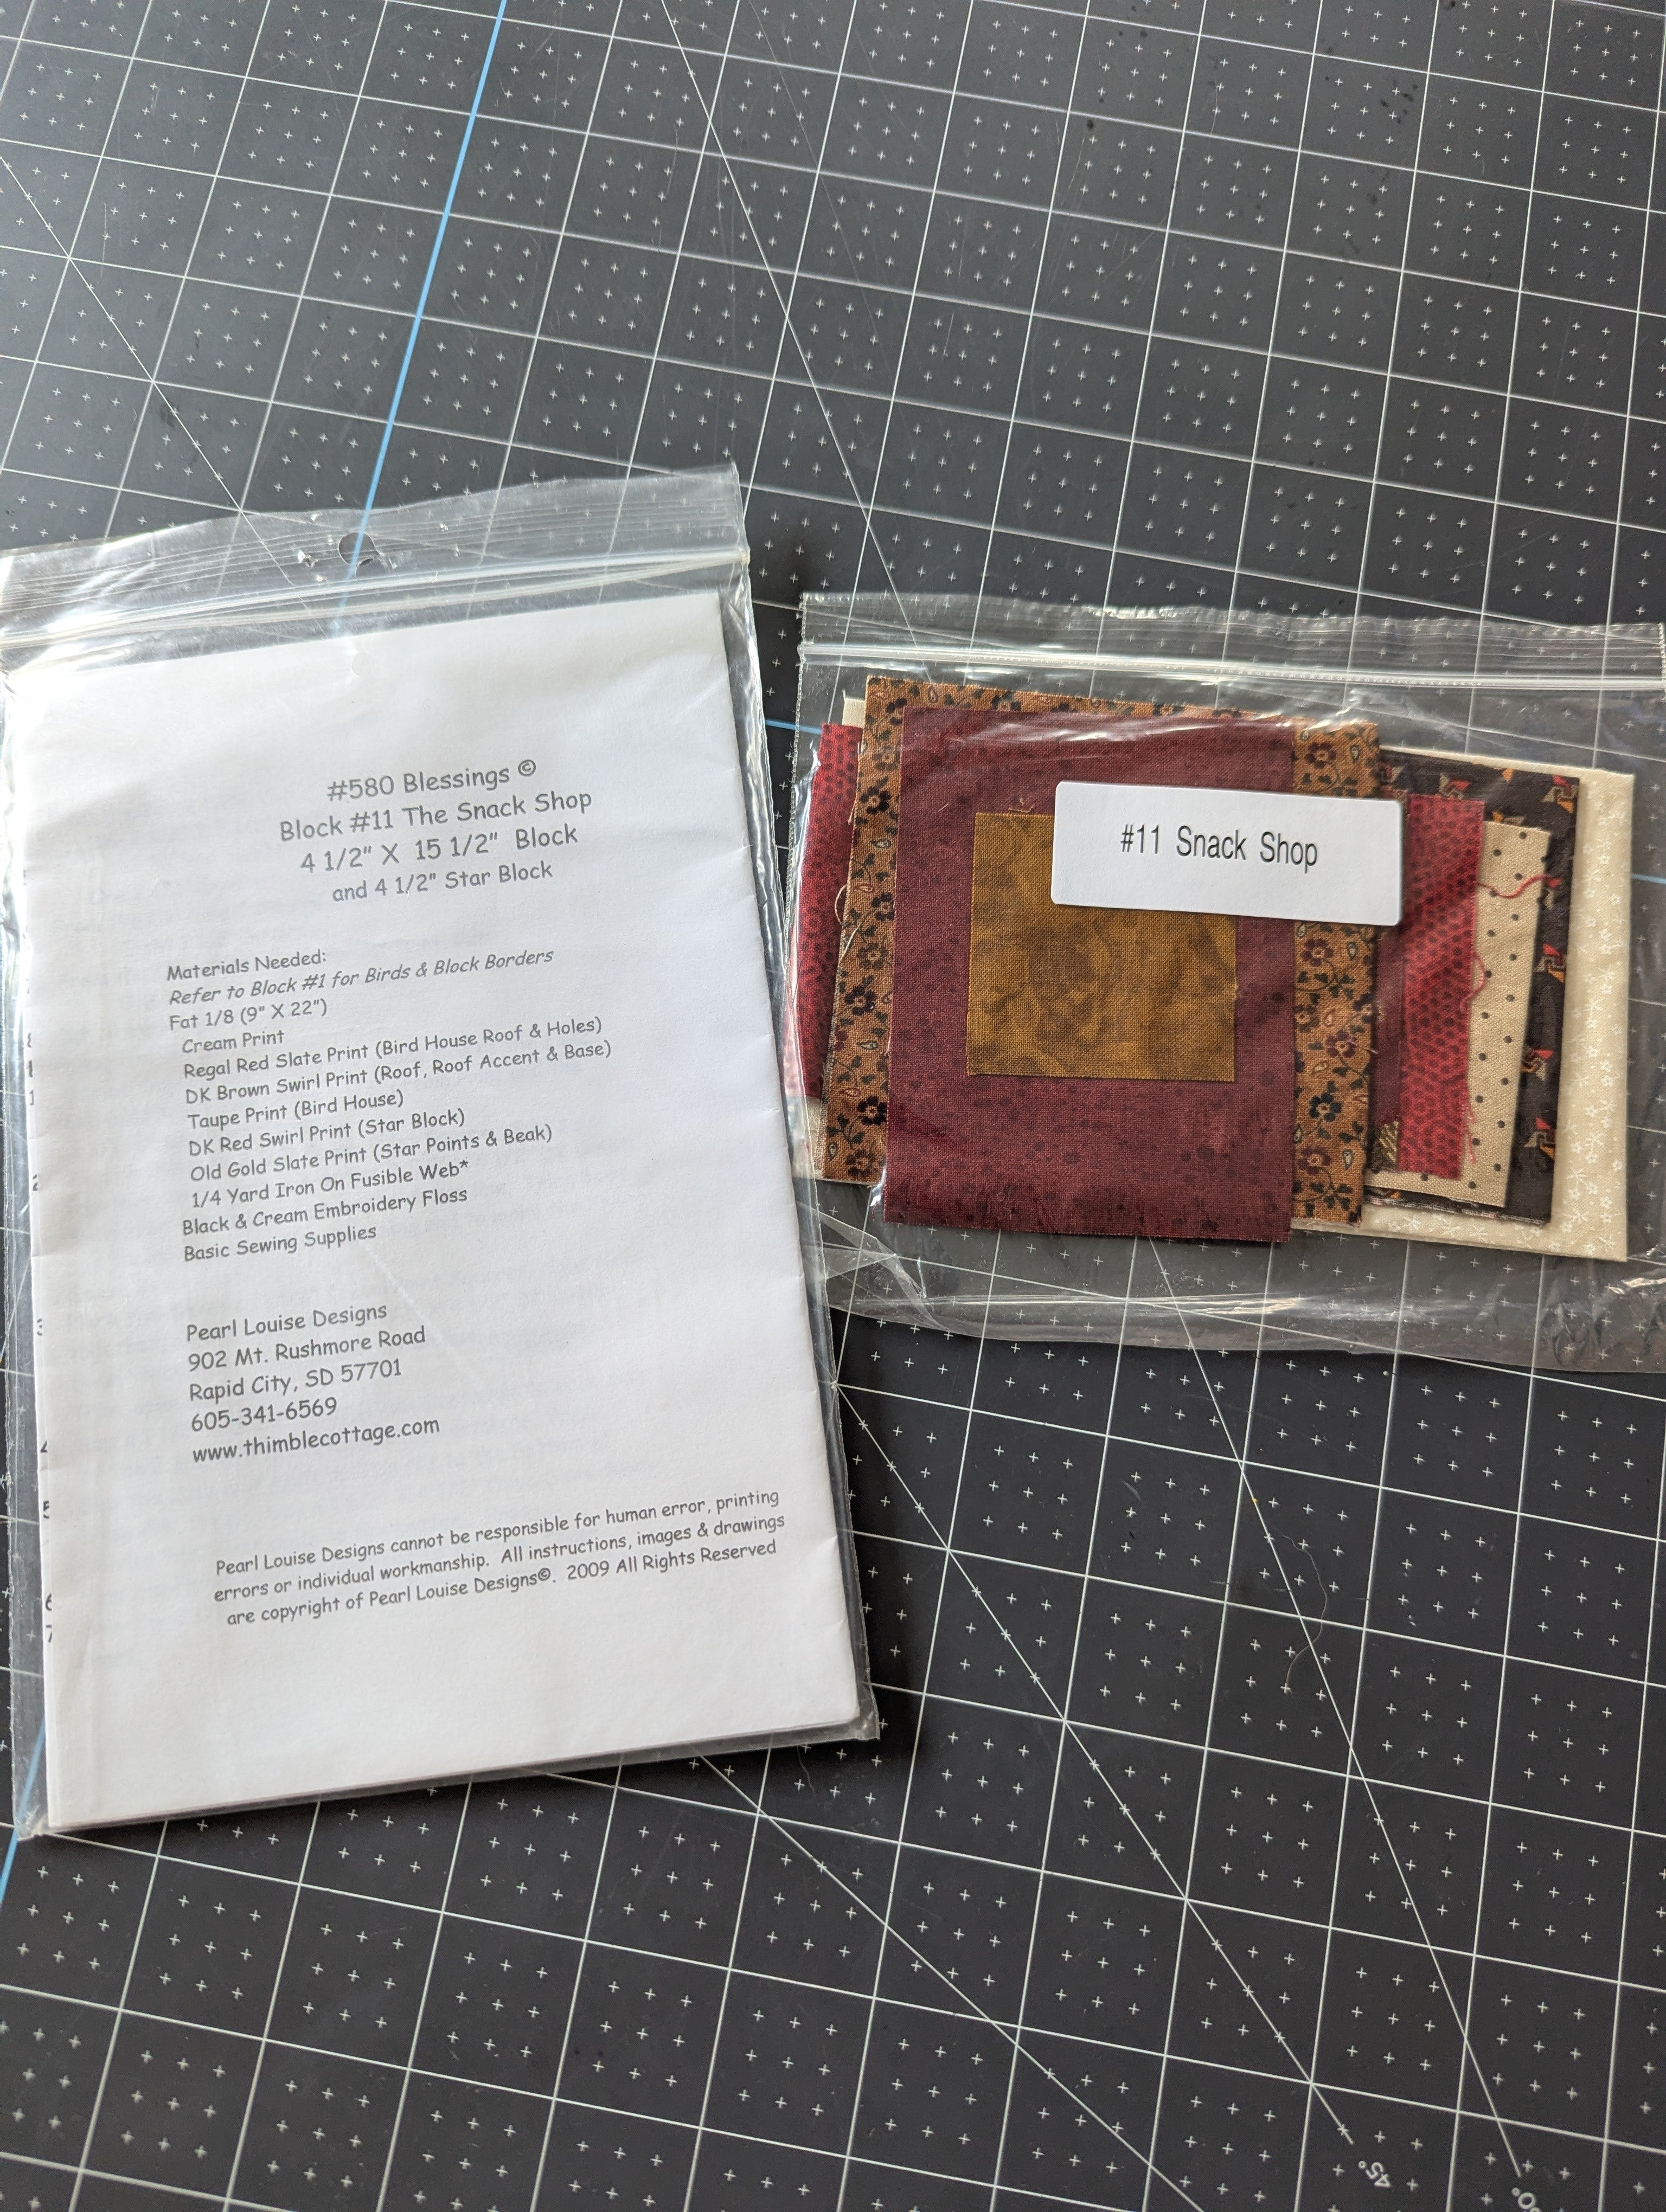 #580 Blessings ©
Block #11 The Snack Shop
4 1/2" X 15 1/2" Block
and 4 1/2" Star Block
Materials Needed:
Refer to Block #1 for Birds & Block Borders
Fat 1/8 (9" X 22")
Cream Print
Regal Red Slate Print (Bird House Roof & Holes)
DK Brown Swirl Print (Roof, Roof Accent & Base)
Taupe Print (Bird House)
DK Red Swirl Print (Star Block)
Old Gold Slate Print (Star Points & Beak)
1/4 Yard Iron On Fusible Web*
Black & Cream Embroidery Floss
Basic Sewing Supplies
Pearl Louise Designs
902 Mt. Rushmore Road
Rapid City, SD 57701
605-341-6569
www.thimblecottage.com
Pearl Louise Designs cannot be responsible for human error, printing
errors or individual workmanship. All instructions, images & drawings
are copyright of Pearl Louise Designs©. 2009 All Rights Reserved
#11 Snack Shop
45°